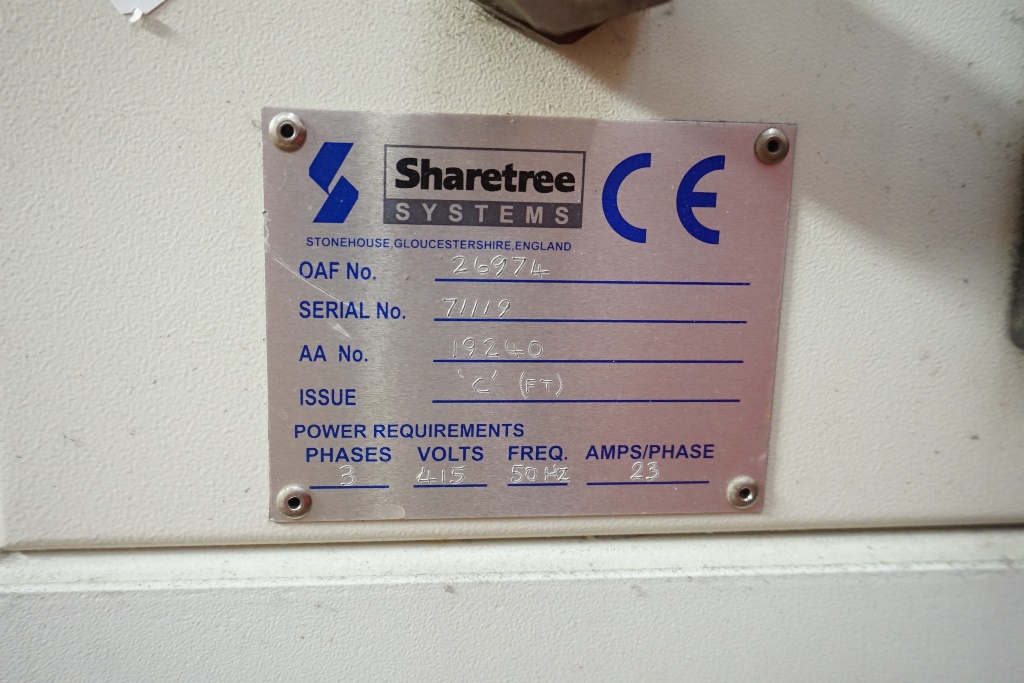 Sharetree
SYSTEMS
CE
STONEHOUSE,GLOUCESTERSHIRE,ENGLAND
OAF No. 26974
SERIAL No. 71119
AA No. 19240
ISSUE 'C' (FT)
POWER REQUIREMENTS
PHASES VOLTS FREQ. AMPS/PHASE
3 415 50HZ 23